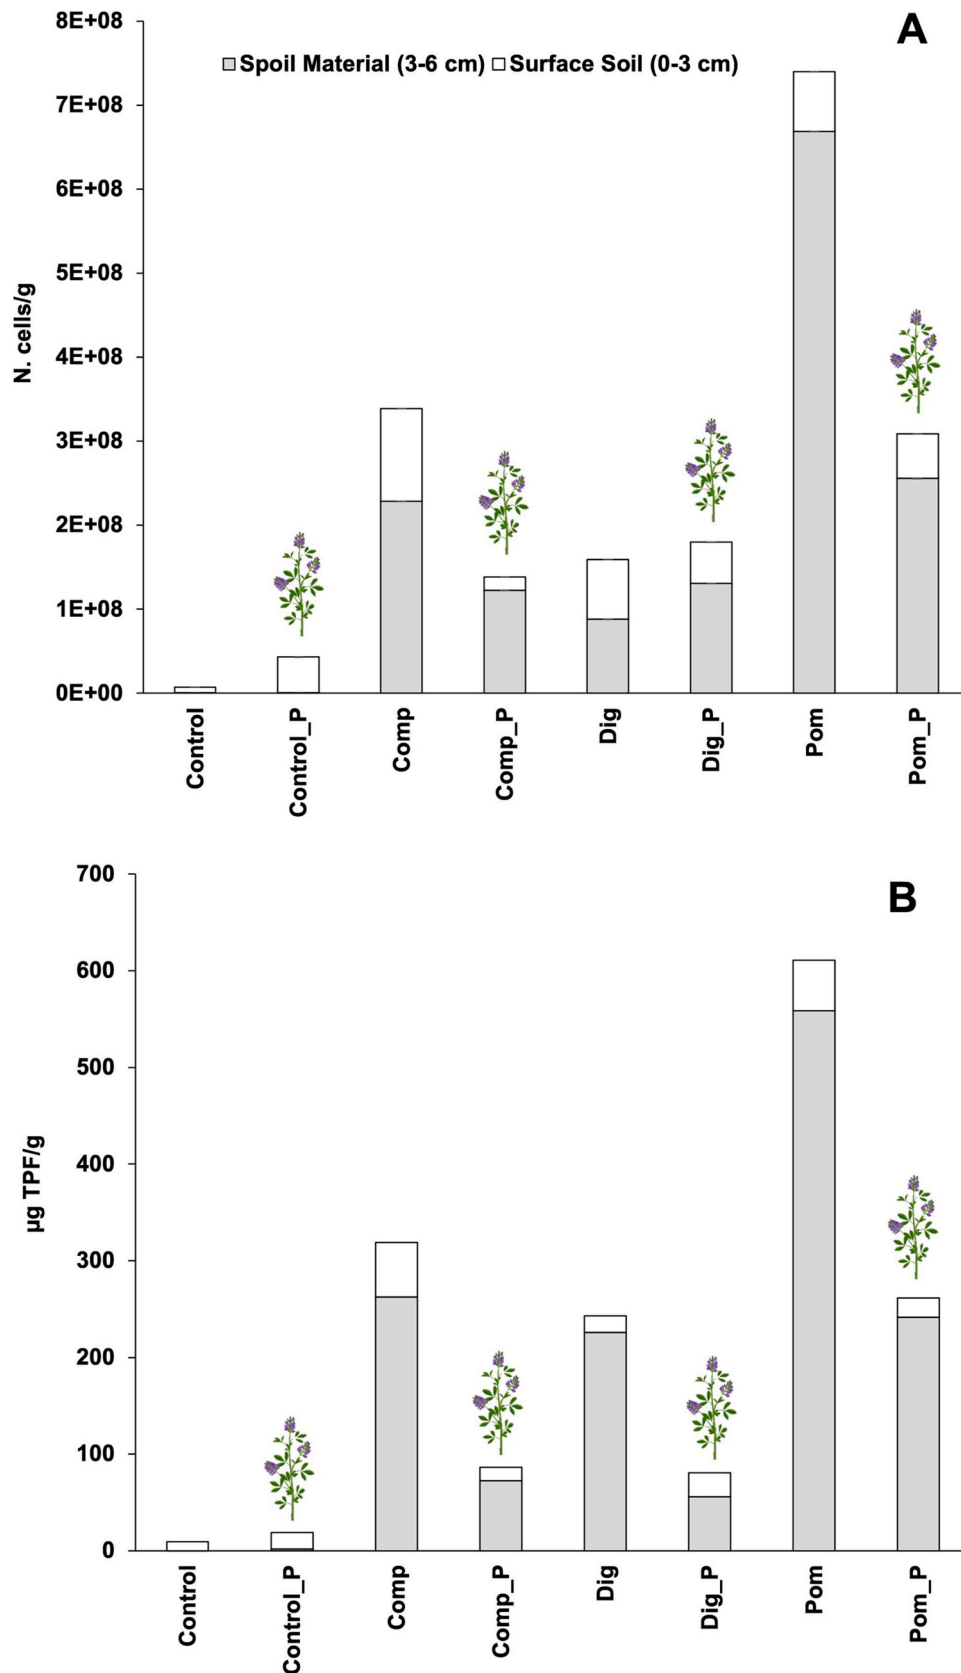 A
8E+08
Spoil Material (3-6 cm) Surface Soil (0-3 cm)
7E+08
6E+08
5E+08
4E+08
3E+08
2E+08
1E+08
0E+00
N. cells/g
Control
Control_P
Comp
Comp_P
Dig
Dig_P
Pom
Pom_P
B
700
600
500
400
300
200
100
0
µg TPF/g
Control
Control_P
Comp
Comp_P
Dig
Dig_P
Pom
Pom_P